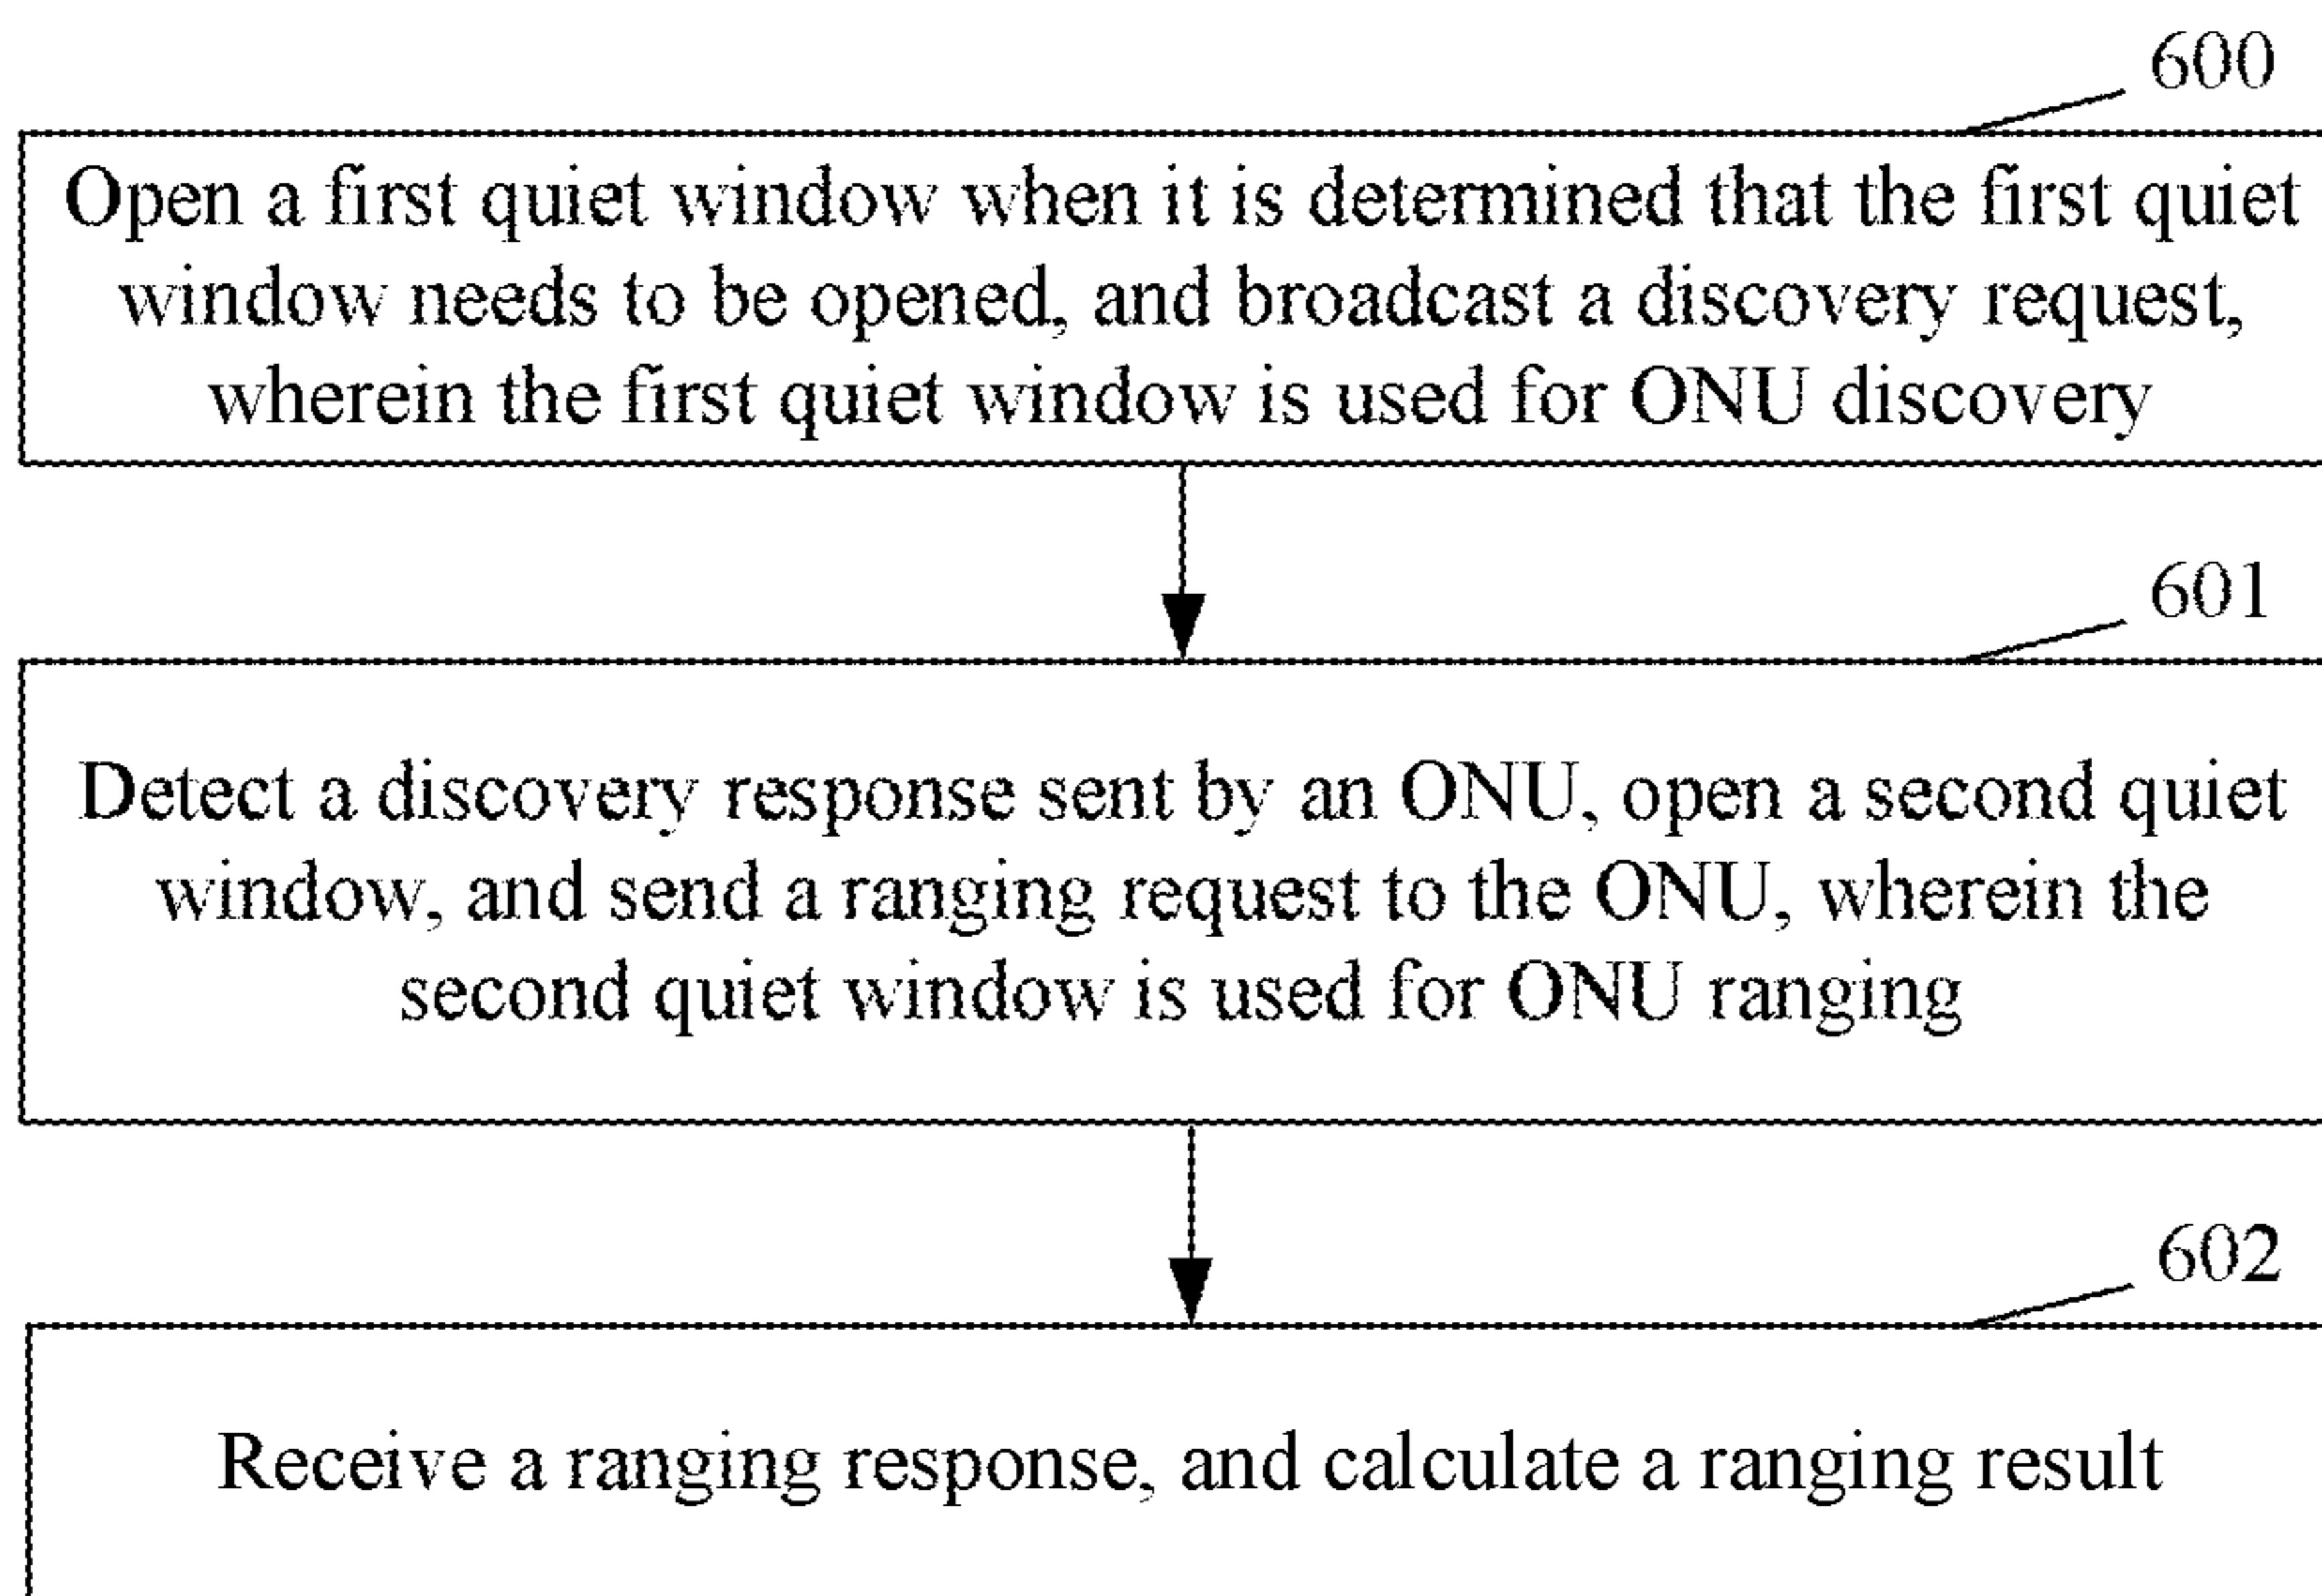 600
Open a first quiet window when it is determined that the first quiet
window needs to be opened, and broadcast a discovery request,
wherein the first quiet window is used for ONU discovery
601
Detect a discovery response sent by an ONU, open a second quiet
window, and send a ranging request to the ONU, wherein the
second quiet window is used for ONU ranging
602
Receive a ranging response, and calculate a ranging result